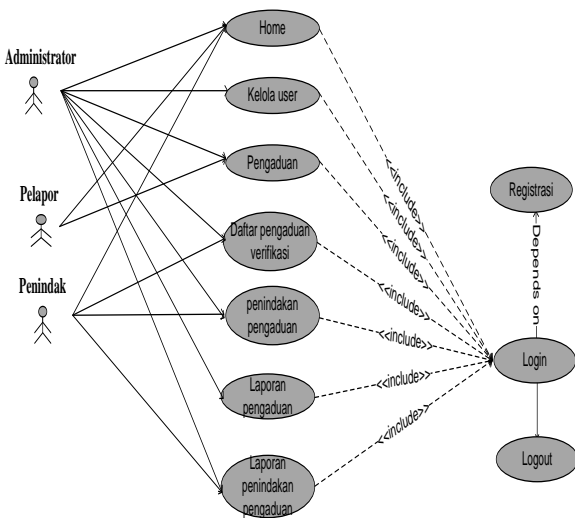 Home
Administrator
Kelola user
Pengaduan
<<include>>
<<include>>
<<include>>
Registrasi
Pelapor
Daftar pengaduan
verifikasi
<<include>>
Depends on
Penindak
penindakan
pengaduan
<<include>>
Login
Laporan
pengaduan
<<include>>
<<include>>
Logout
Laporan
penindakan
pengaduan